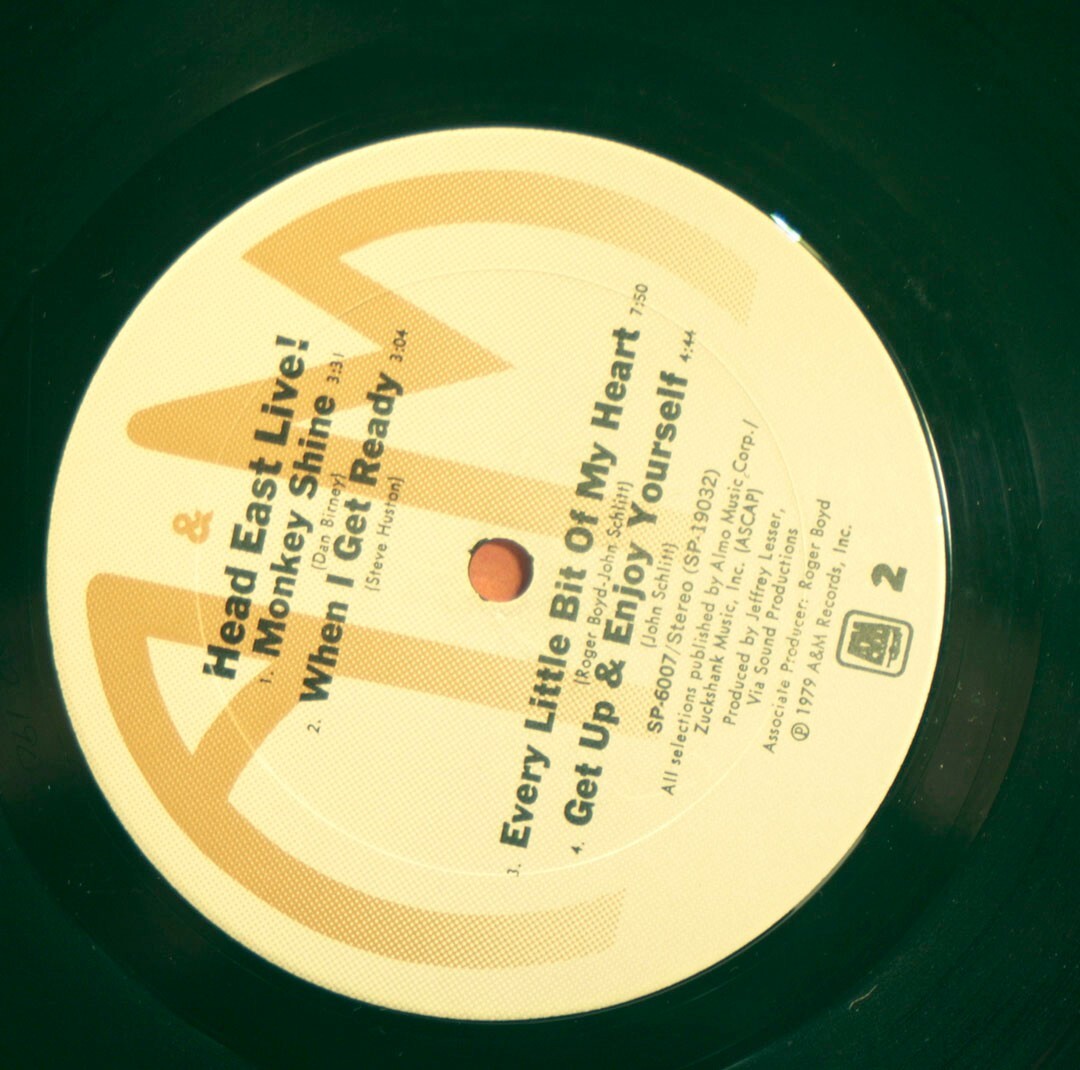 A&M
Head East Live!
1. Monkey Shine 3:31
(Dan Birney)
2. When I Get Ready 3:04
(Steve Huston)
3. Every Little Bit Of My Heart 7:50
(Roger Boyd-John Schlitt)
4. Get Up & Enjoy Yourself 4:44
(John Schlitt)
SP-6007/Stereo (SP-19032)
All selections published by Almo Music Corp./
Zuckshank Music, Inc. (ASCAP)
Produced by Jeffrey Lesser,
Via Sound Productions
Associate Producer: Roger Boyd
℗ 1979 A&M Records, Inc.
A&M
2